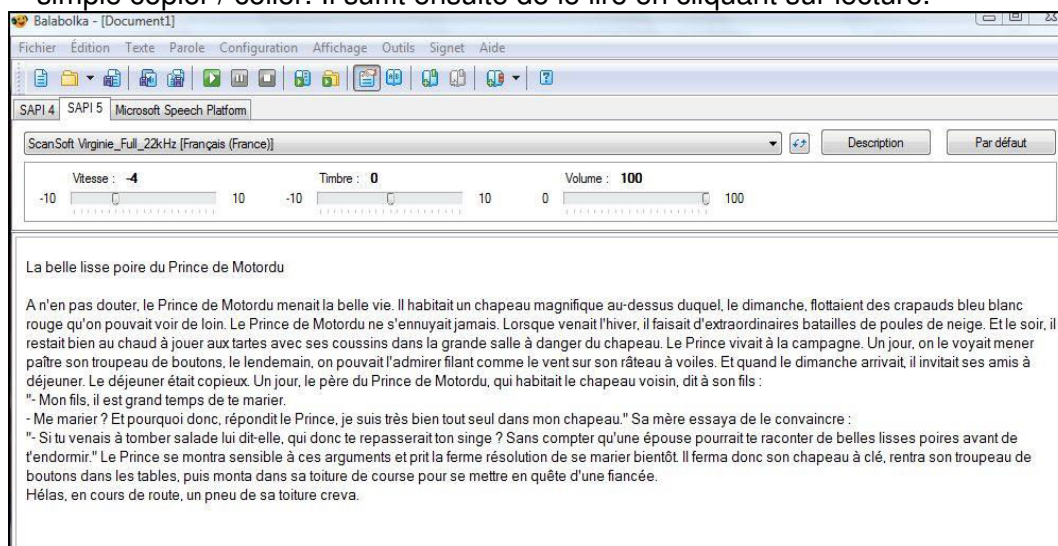 simple copier / coller. Il suffit ensuite de le lire en cliquant sur lecture.
Balabolka - [Document1]
Fichier Édition Texte Parole Configuration Affichage Outils Signet Aide
SAPI 4 SAPI 5 Microsoft Speech Platform
ScanSoft Virginie_Full_22kHz [Français (France)] Description Par défaut
Vitesse : -4 Timbre : 0 Volume : 100
-10 10 -10 10 0 100
La belle lisse poire du Prince de Motordu
A n'en pas douter, le Prince de Motordu menait la belle vie. Il habitait un chapeau magnifique au-dessus duquel, le dimanche, flottaient des crapauds bleu blanc
rouge qu'on pouvait voir de loin. Le Prince de Motordu ne s'ennuyait jamais. Lorsque venait l'hiver, il faisait d'extraordinaires batailles de poules de neige. Et le soir, il
restait bien au chaud à jouer aux tartes avec ses coussins dans la grande salle à danger du chapeau. Le Prince vivait à la campagne. Un jour, on le voyait mener
paître son troupeau de boutons, le lendemain, on pouvait l'admirer filant comme le vent sur son râteau à voiles. Et quand le dimanche arrivait, il invitait ses amis à
déjeuner. Le déjeuner était copieux. Un jour, le père du Prince de Motordu, qui habitait le chapeau voisin, dit à son fils :
"- Mon fils, il est grand temps de te marier.
- Me marier ? Et pourquoi donc, répondit le Prince, je suis très bien tout seul dans mon chapeau." Sa mère essaya de le convaincre :
"- Si tu venais à tomber salade lui dit-elle, qui donc te repasserait ton singe ? Sans compter qu'une épouse pourrait te raconter de belles lisses poires avant de
t'endormir." Le Prince se montra sensible à ces arguments et prit la ferme résolution de se marier bientôt. Il ferma donc son chapeau à clé, rentra son troupeau de
boutons dans les tables, puis monta dans sa toiture de course pour se mettre en quête d'une fiancée.
Hélas, en cours de route, un pneu de sa toiture creva.